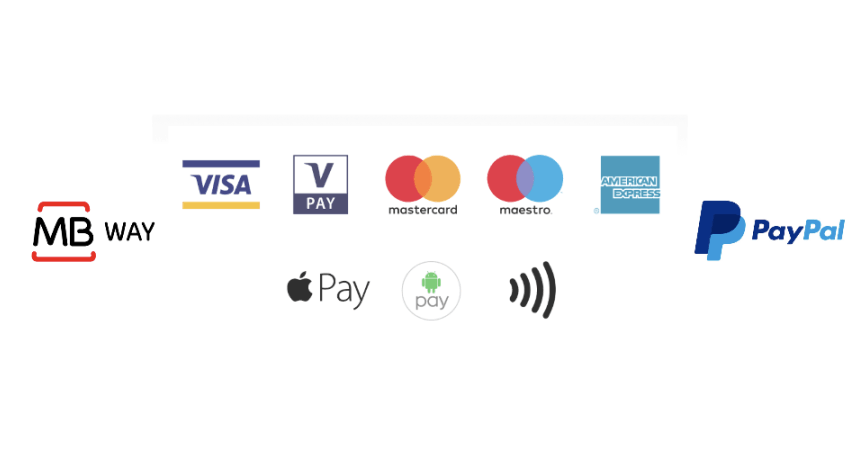 VISA
V
PAY
mastercard
maestro
AMERICAN
EXPRESS
MB WAY
PayPal
Pay
pay